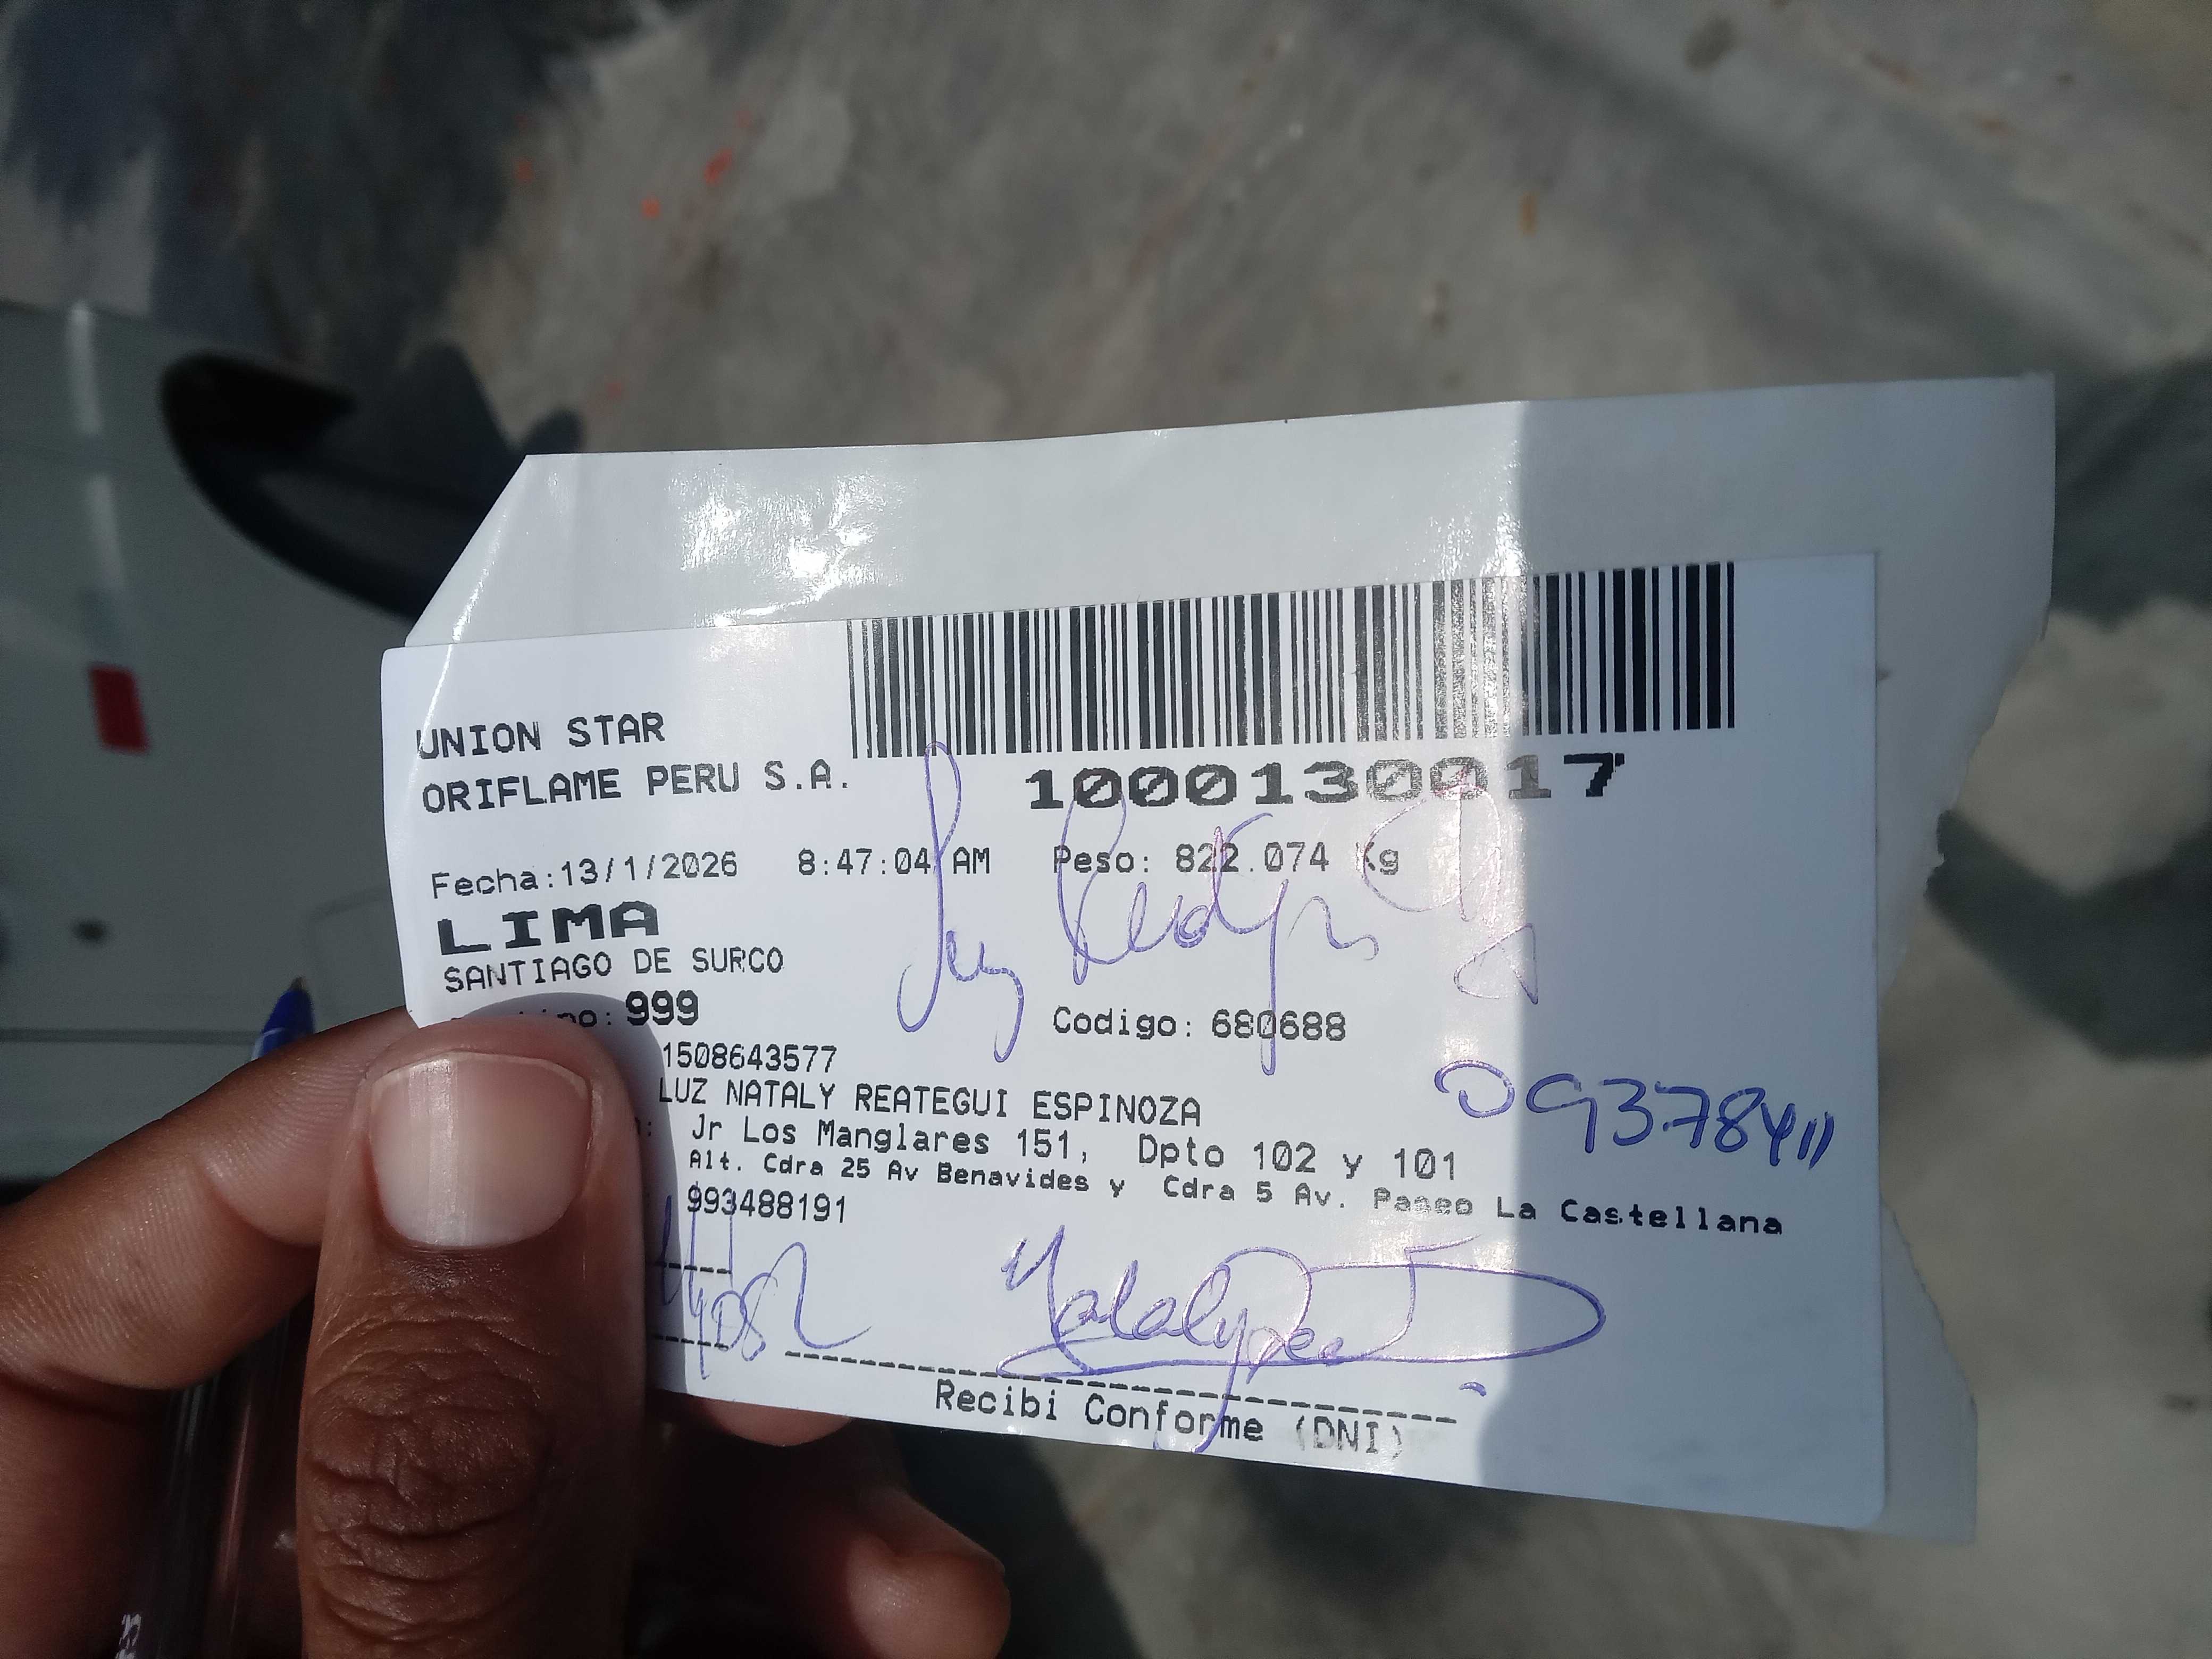 UNION STAR
ORIFLAME PERU S.A.
1000130017
Fecha:13/1/2026 8:47:04 AM Peso: 822.074 Kg
LIMA
SANTIAGO DE SURCO
999
Codigo: 680688
1508643577
LUZ NATALY REATEGUI ESPINOZA
Jr Los Manglares 151, Dpto 102 y 101
Alt. Cdra 25 Av Benavides y Cdra 5 Av. Paseo La Castellana
993488191
Recibi Conforme (DNI)